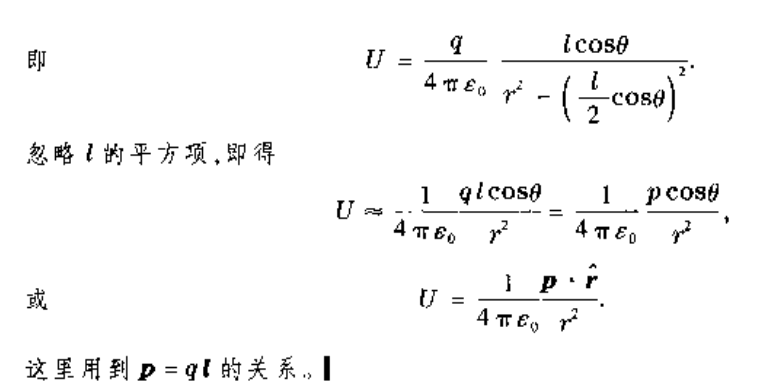 即 U = \frac{q}{4\pi\varepsilon_0} \frac{l\cos\theta}{r^2 - \left(\frac{l}{2}\cos\theta\right)^2}.
忽略 l 的平方项,即得
U ≈ \frac{1}{4\pi\varepsilon_0} \frac{ql\cos\theta}{r^2} = \frac{1}{4\pi\varepsilon_0} \frac{p\cos\theta}{r^2},
或 U = \frac{1}{4\pi\varepsilon_0} \frac{\boldsymbol{p} \cdot \hat{\boldsymbol{r}}}{r^2}.
这里用到 p = ql 的关系。▌